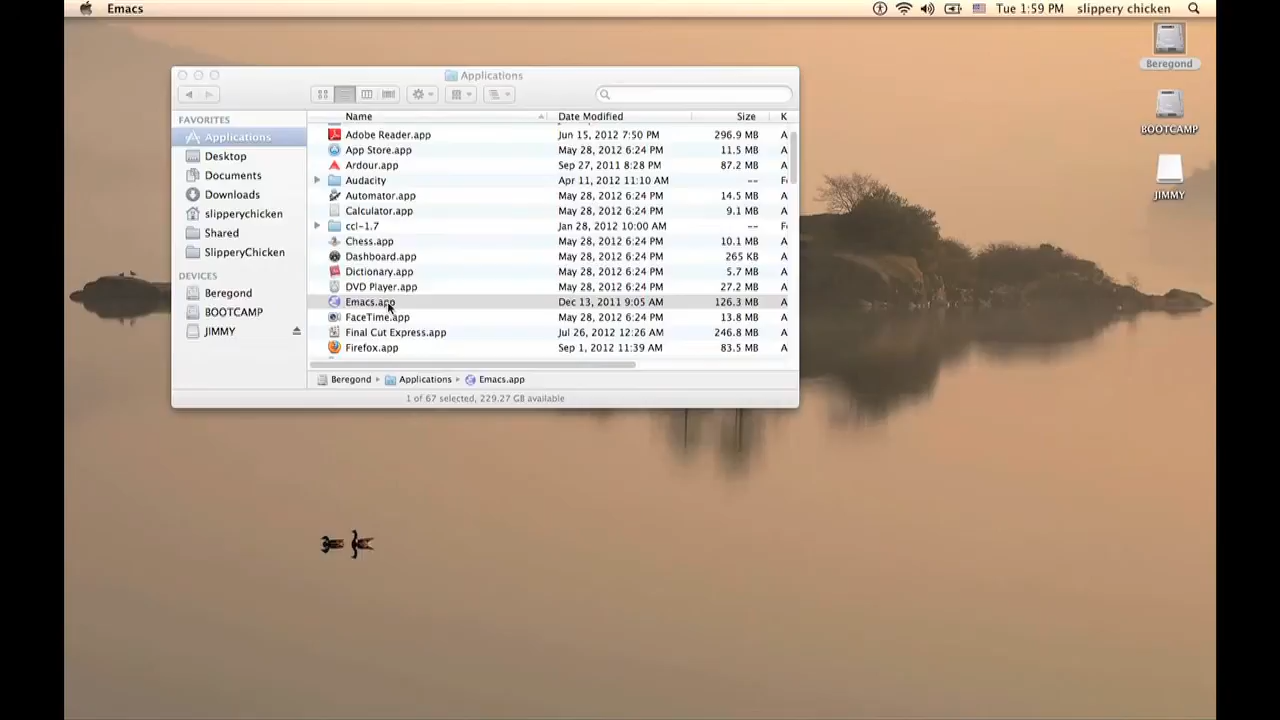 Emacs Tue 1:59 PM slippery chicken
Beregond
BOOTCAMP
JIMMY
Applications
FAVORITES
Applications
Desktop
Documents
Downloads
slipperychicken
Shared
SlipperyChicken
DEVICES
Beregond
BOOTCAMP
JIMMY
Name Date Modified Size K
Adobe Reader.app Jun 15, 2012 7:50 PM 296.9 MB A
App Store.app May 28, 2012 6:24 PM 11.5 MB A
Ardour.app Sep 27, 2011 8:28 PM 87.2 MB A
Audacity Apr 11, 2012 11:10 AM -- F
Automator.app May 28, 2012 6:24 PM 14.5 MB A
Calculator.app May 28, 2012 6:24 PM 9.1 MB A
ccl-1.7 Jan 28, 2012 10:00 AM -- F
Chess.app May 28, 2012 6:24 PM 10.1 MB A
Dashboard.app May 28, 2012 6:24 PM 265 KB A
Dictionary.app May 28, 2012 6:24 PM 5.7 MB A
DVD Player.app May 28, 2012 6:24 PM 27.2 MB A
Emacs.app Dec 13, 2011 9:05 AM 126.3 MB A
FaceTime.app May 28, 2012 6:24 PM 13.8 MB A
Final Cut Express.app Jul 26, 2012 12:26 AM 246.8 MB A
Firefox.app Sep 1, 2012 11:39 AM 83.5 MB A
Beregond Applications Emacs.app
1 of 67 selected, 229.27 GB available